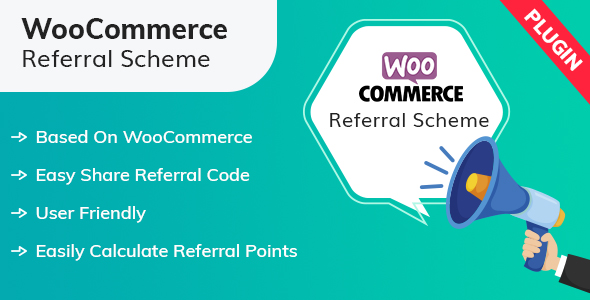 WooCommerce
Referral Scheme
PLUGIN
WOO
COMMERCE
Referral Scheme
Based On WooCommerce
Easy Share Referral Code
User Friendly
Easily Calculate Referral Points